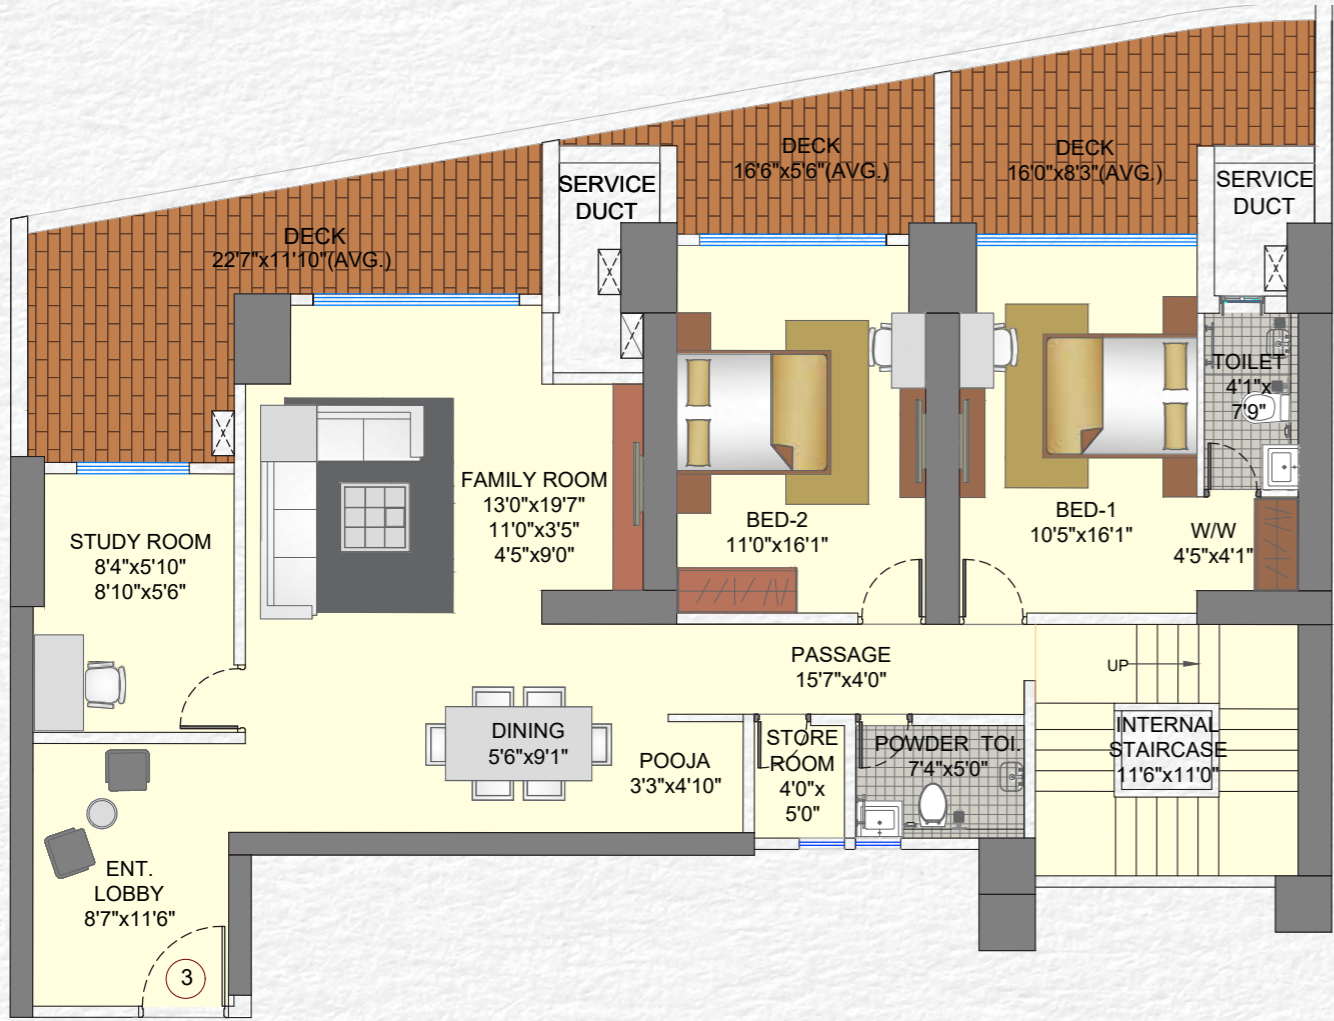 DECK
16'6"x5'6"(AVG.)
DECK
16'0"x8'3"(AVG.)
SERVICE
DUCT
SERVICE
DUCT
DECK
22'7"x11'10"(AVG.)
TOILET
4'1"x
7'9"
FAMILY ROOM
13'0"x19'7"
11'0"x3'5"
4'5"x9'0"
BED-2
11'0"x16'1"
BED-1
10'5"x16'1"
W/W
4'5"x4'1"
STUDY ROOM
8'4"x5'10"
8'10"x5'6"
PASSAGE
15'7"x4'0"
UP
DINING
5'6"x9'1"
POOJA
3'3"x4'10"
STORE
ROOM
4'0"x
5'0"
POWDER TOI.
7'4"x5'0"
INTERNAL
STAIRCASE
11'6"x11'0"
ENT.
LOBBY
8'7"x11'6"
3